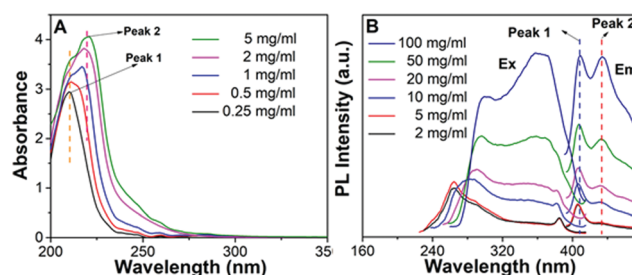 A
Peak 2
Peak 1
5 mg/ml
2 mg/ml
1 mg/ml
0.5 mg/ml
0.25 mg/ml
Absorbance
4
3
2
1
0
200
250
300
35
Wavelength (nm)
B
Peak 1
Peak 2
100 mg/ml
50 mg/ml
20 mg/ml
10 mg/ml
5 mg/ml
2 mg/ml
Ex
Em
PL Intensity (a.u.)
160
240
320
400
Wavelength (nm)